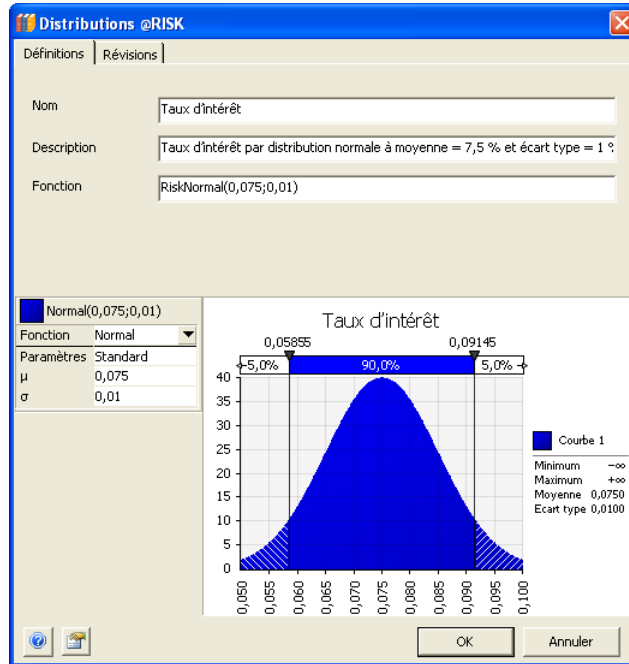 Distributions @RISK
Définitions
Révisions
Nom
Taux d'intérêt
Description
Taux d'intérêt par distribution normale à moyenne = 7,5 % et écart type = 1 %
Fonction
RiskNormal(0,075;0,01)
Normal(0,075;0,01)
Fonction Normal
Paramètres Standard
μ 0,075
σ 0,01
Taux d'intérêt
0,05855 0,09145
5,0% 90,0% 5,0%
40
35
30
25
20
15
10
5
0
0,050 0,055 0,060 0,065 0,070 0,075 0,080 0,085 0,090 0,095 0,100
Courbe 1
Minimum -∞
Maximum +∞
Moyenne 0,0750
Ecart type 0,0100
OK
Annuler